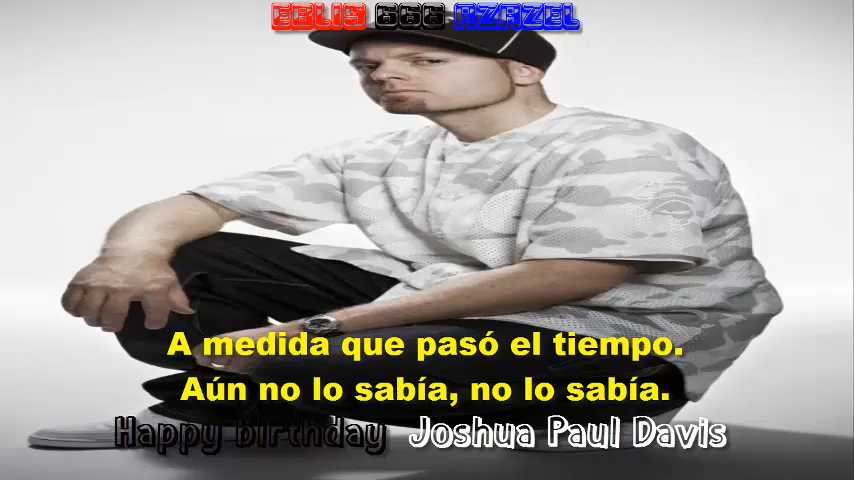 EBLIS 666 AZAZEL
A medida que pasó el tiempo.
Aún no lo sabía, no lo sabía.
Happy birthday Joshua Paul Davis